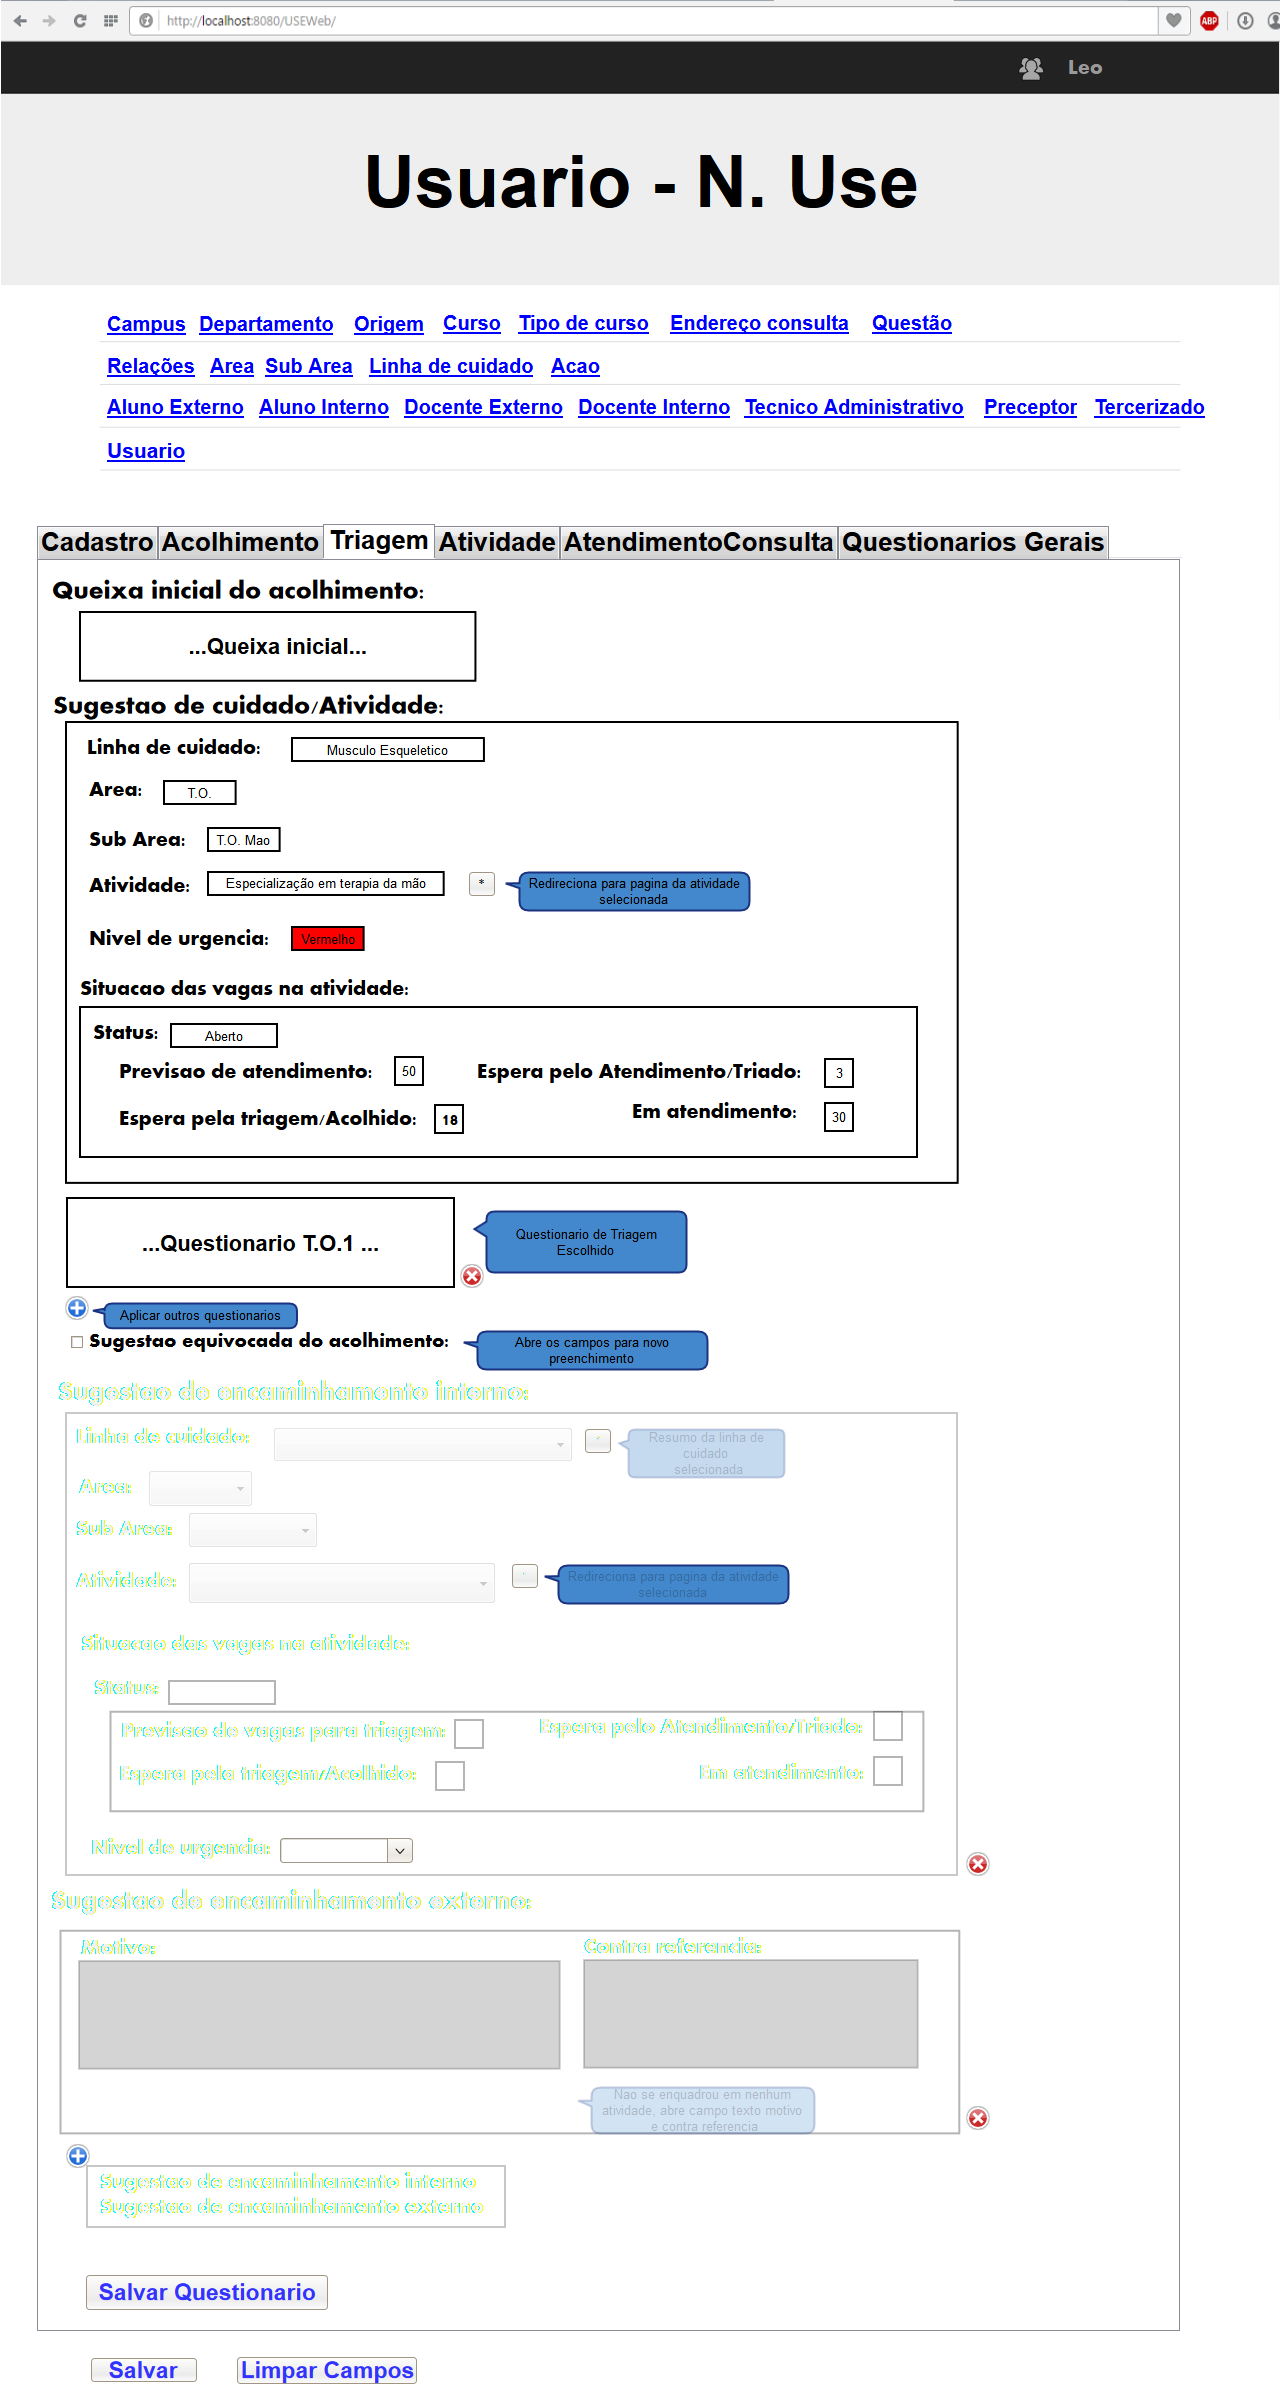 http://localhost:8080/USEWeb/
ABP
Leo
Usuario - N. Use
Campus Departamento Origem Curso Tipo de curso Endereço consulta Questão
Relações Area Sub Area Linha de cuidado Acao
Aluno Externo Aluno Interno Docente Externo Docente Interno Tecnico Administrativo Preceptor Tercerizado
Usuario
Cadastro Acolhimento Triagem Atividade AtendimentoConsulta Questionarios Gerais
Queixa inicial do acolhimento:
...Queixa inicial...
Sugestao de cuidado/Atividade:
Linha de cuidado: Musculo Esqueletico
Area: T.O.
Sub Area: T.O. Mao
Atividade: Especialização em terapia da mão *
Redireciona para pagina da atividade
selecionada
Nivel de urgencia: Vermelho
Situacao das vagas na atividade:
Status: Aberto
Previsao de atendimento: 50 Espera pelo Atendimento/Triado: 3
Espera pela triagem/Acolhido: 18 Em atendimento: 30
...Questionario T.O.1 ...
Questionario de Triagem
Escolhido
Aplicar outros questionarios
Sugestao equivocada do acolhimento:
Abre os campos para novo
preenchimento
Sugestao de encaminhamento interno:
Linha de cuidado: *
Resumo da linha de
cuidado
selecionada
Area:
Sub Area:
Atividade: *
Redireciona para pagina da atividade
selecionada
Situacao das vagas na atividade:
Status:
Previsao de vagas para triagem: Espera pelo Atendimento/Triado:
Espera pela triagem/Acolhido: Em atendimento:
Nivel de urgencia:
Sugestao de encaminhamento externo:
Motivo: Contra referencia:
Nao se enquadrou em nenhum
atividade, abre campo texto motivo
e contra referencia
Sugestao de encaminhamento interno
Sugestao de encaminhamento externo
Salvar Questionario
Salvar Limpar Campos